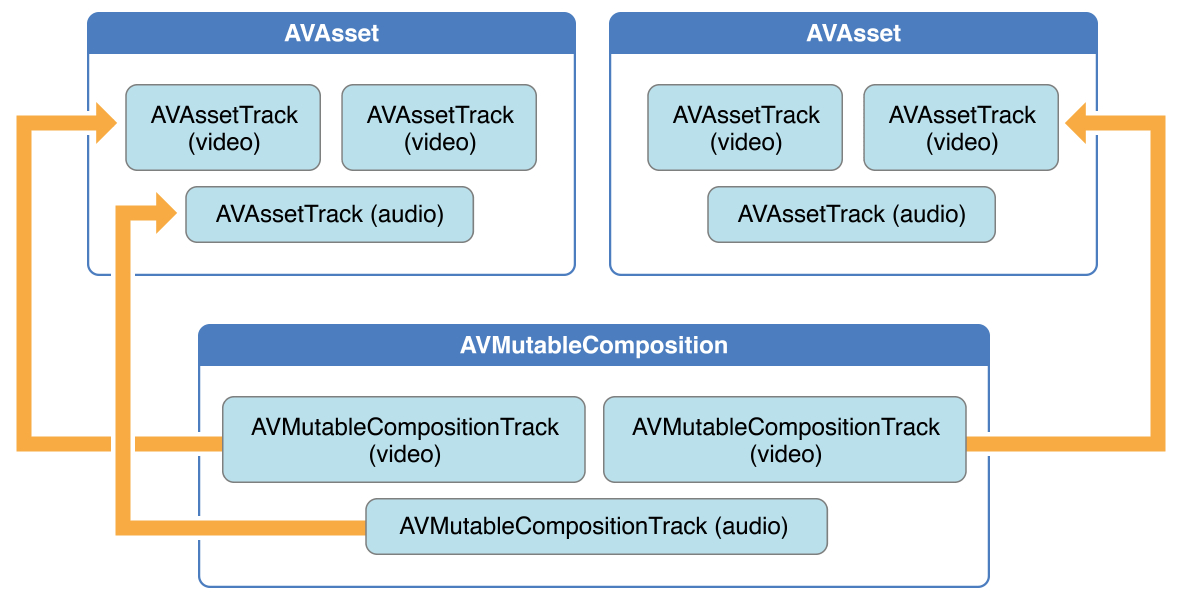 AVAsset
AVAssetTrack
(video)
AVAssetTrack
(video)
AVAssetTrack (audio)
AVAsset
AVAssetTrack
(video)
AVAssetTrack
(video)
AVAssetTrack (audio)
AVMutableComposition
AVMutableCompositionTrack
(video)
AVMutableCompositionTrack
(video)
AVMutableCompositionTrack (audio)